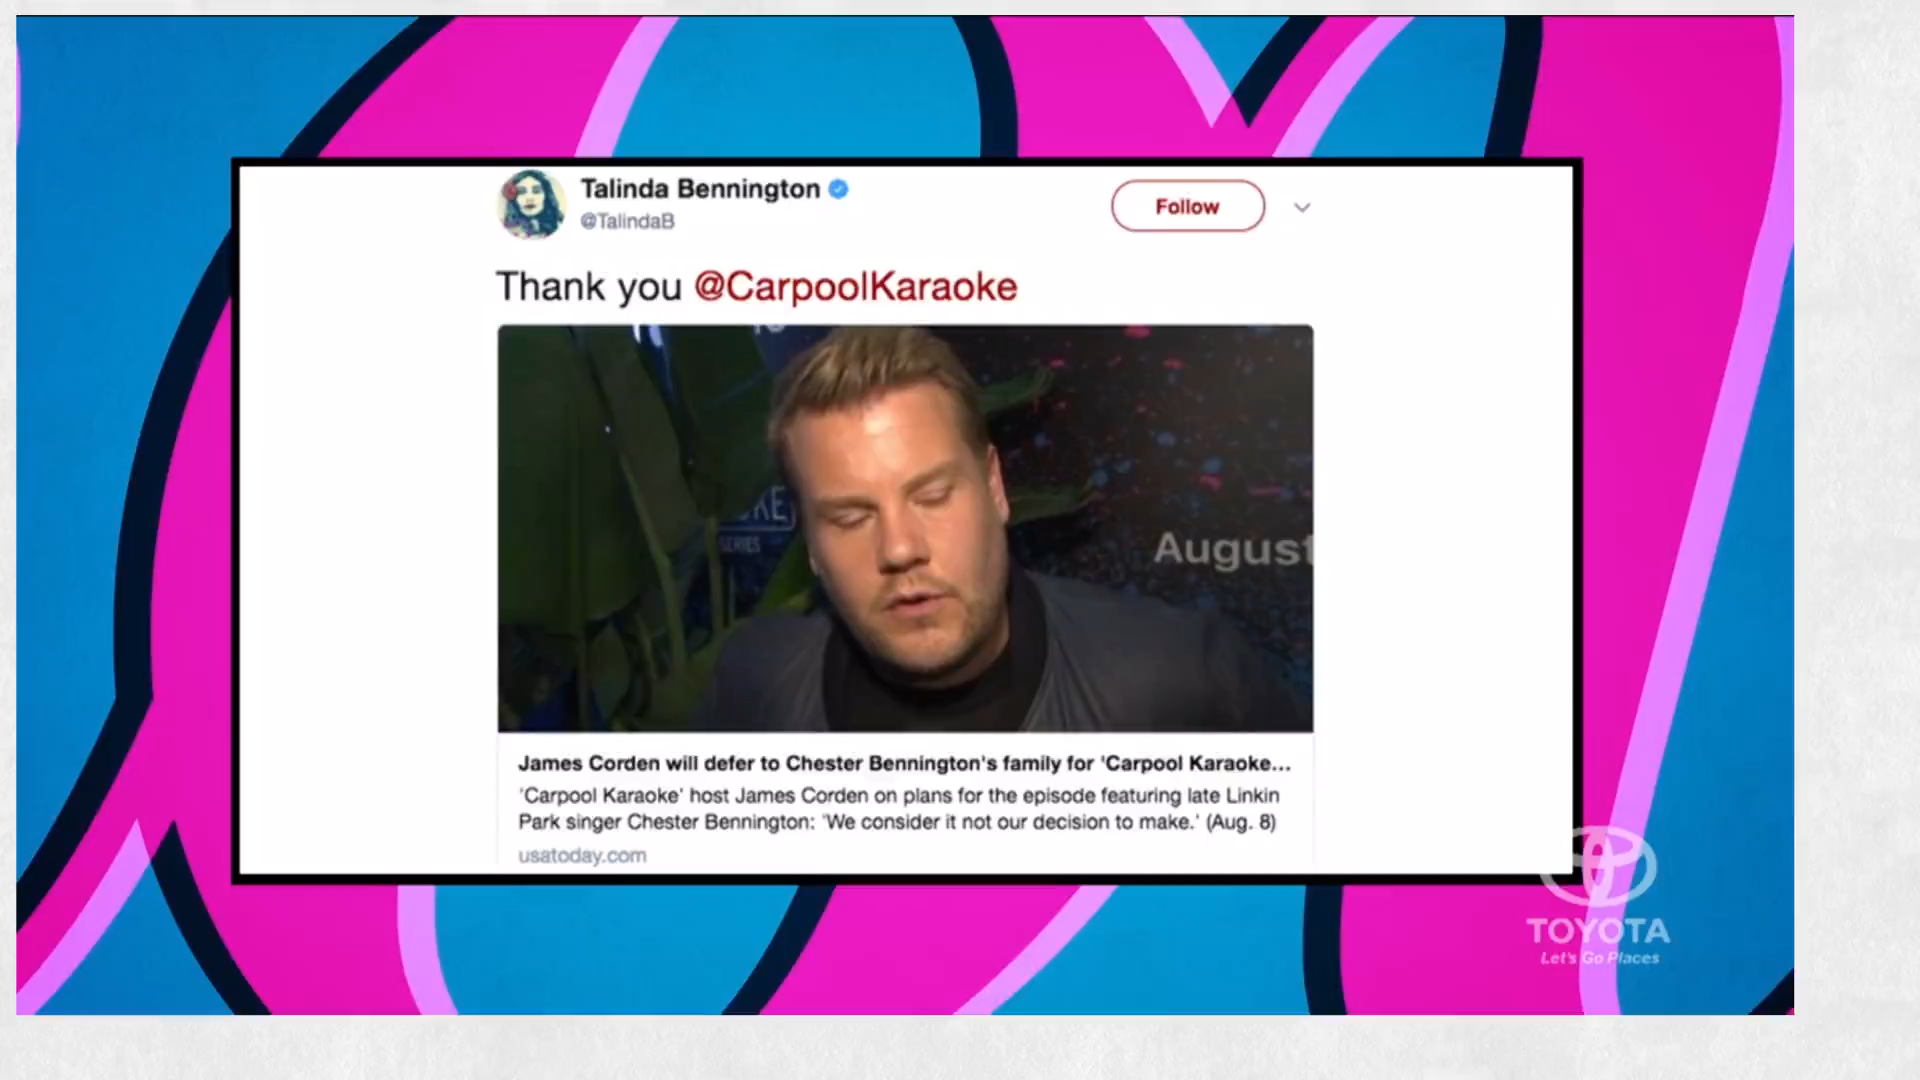 Talinda Bennington
@TalindaB
Follow
Thank you @CarpoolKaraoke
KE
SERIES
August
James Corden will defer to Chester Bennington's family for 'Carpool Karaoke...
'Carpool Karaoke' host James Corden on plans for the episode featuring late Linkin
Park singer Chester Bennington: 'We consider it not our decision to make.' (Aug. 8)
usatoday.com
TOYOTA
Let's Go Places